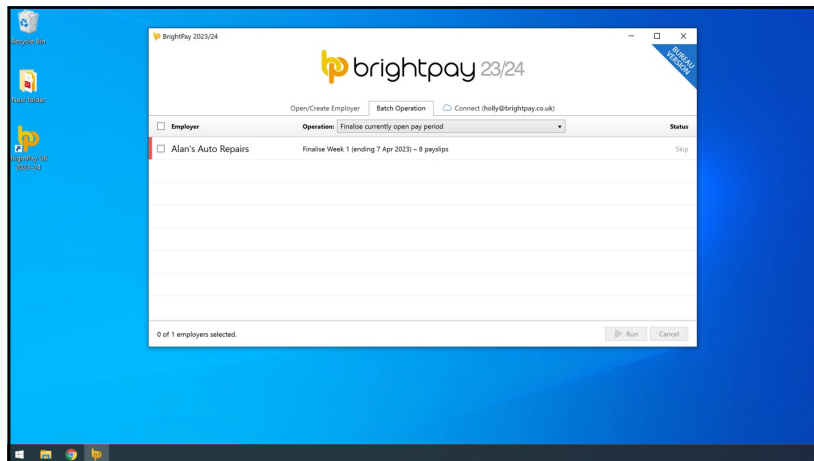 Recycle Bin
BrightPay 2023/24
brightpay 23/24
BUREAU
VERSION
New folder
Open/Create Employer Batch Operation Connect (holly@brightpay.co.uk)
Employer Operation: Finalise currently open pay period Status
Alan's Auto Repairs Finalise Week 1 (ending 7 Apr 2023) – 8 payslips Skip
BrightPay UK
2023-24
0 of 1 employers selected. Run Cancel